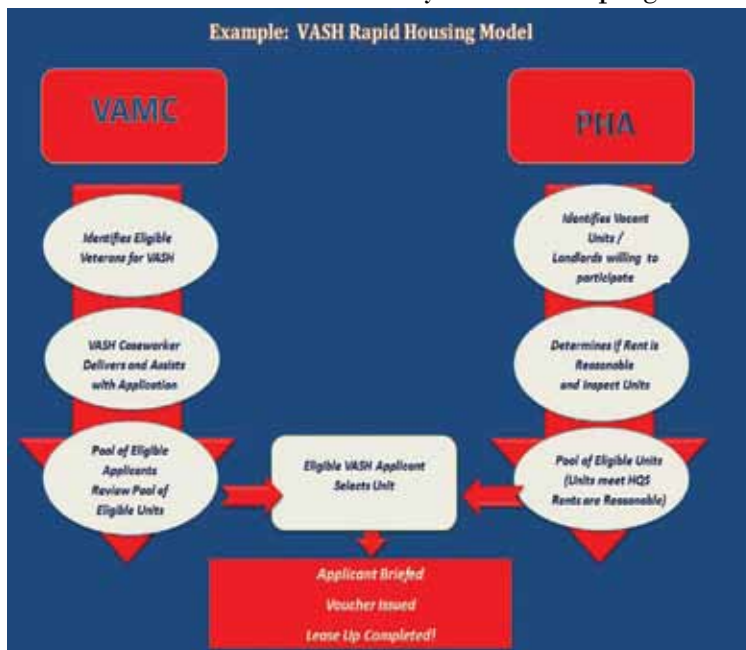 Example: VASH Rapid Housing Model
VAMC
Identifies Eligible
Veterans for VASH
VASH Caseworker
Delivers and Assists
with Application
Pool of Eligible
Applicants
Review Pool of
Eligible Units
PHA
Identifies Vacent
Units /
Landlords willing to
participate
Determines if Rent is
Reasonable
and Inspect Units
Pool of Eligible Units
(Units meet HQS
Rents are Reasonable)
Eligible VASH Applicant
Selects Unit
Applicant Briefed
Voucher Issued
Lease Up Completed!